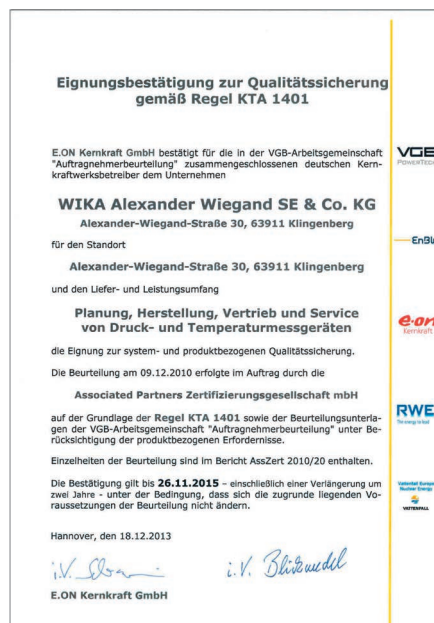 Eignungsbestätigung zur Qualitätssicherung
gemäß Regel KTA 1401
E.ON Kernkraft GmbH bestätigt für die in der VGB-Arbeitsgemeinschaft
"Auftragnehmerbeurteilung" zusammengeschlossenen deutschen Kern-
kraftwerksbetreiber dem Unternehmen
WIKA Alexander Wiegand SE & Co. KG
Alexander-Wiegand-Straße 30, 63911 Klingenberg
für den Standort
Alexander-Wiegand-Straße 30, 63911 Klingenberg
und den Liefer- und Leistungsumfang
Planung, Herstellung, Vertrieb und Service
von Druck- und Temperaturmessgeräten
die Eignung zur system- und produktbezogenen Qualitätssicherung.
Die Beurteilung am 09.12.2010 erfolgte im Auftrag durch die
Associated Partners Zertifizierungsgesellschaft mbH
auf der Grundlage der Regel KTA 1401 sowie der Beurteilungsunterla-
gen der VGB-Arbeitsgemeinschaft "Auftragnehmerbeurteilung" unter Be-
rücksichtigung der produktbezogenen Erfordernisse.
Einzelheiten der Beurteilung sind im Bericht AssZert 2010/20 enthalten.
Die Bestätigung gilt bis 26.11.2015 – einschließlich einer Verlängerung um
zwei Jahre - unter der Bedingung, dass sich die zugrunde liegenden Vo-
raussetzungen der Beurteilung nicht ändern.
Hannover, den 18.12.2013
i.V.
i.V.
E.ON Kernkraft GmbH
VGB
POWERTECH
EnBW
e·on
Kernkraft
RWE
The energy to lead
Vattenfall Europe
Nuclear Energy
VATTENFALL